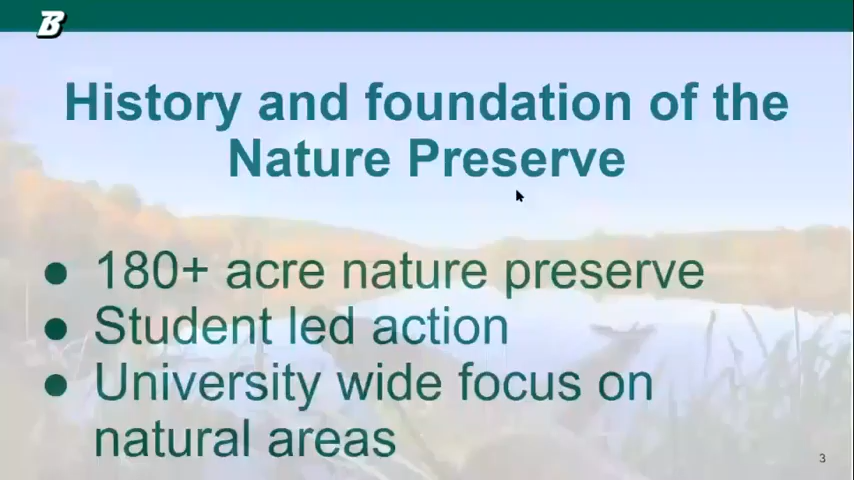 B
History and foundation of the
Nature Preserve
● 180+ acre nature preserve
● Student led action
● University wide focus on
natural areas
3